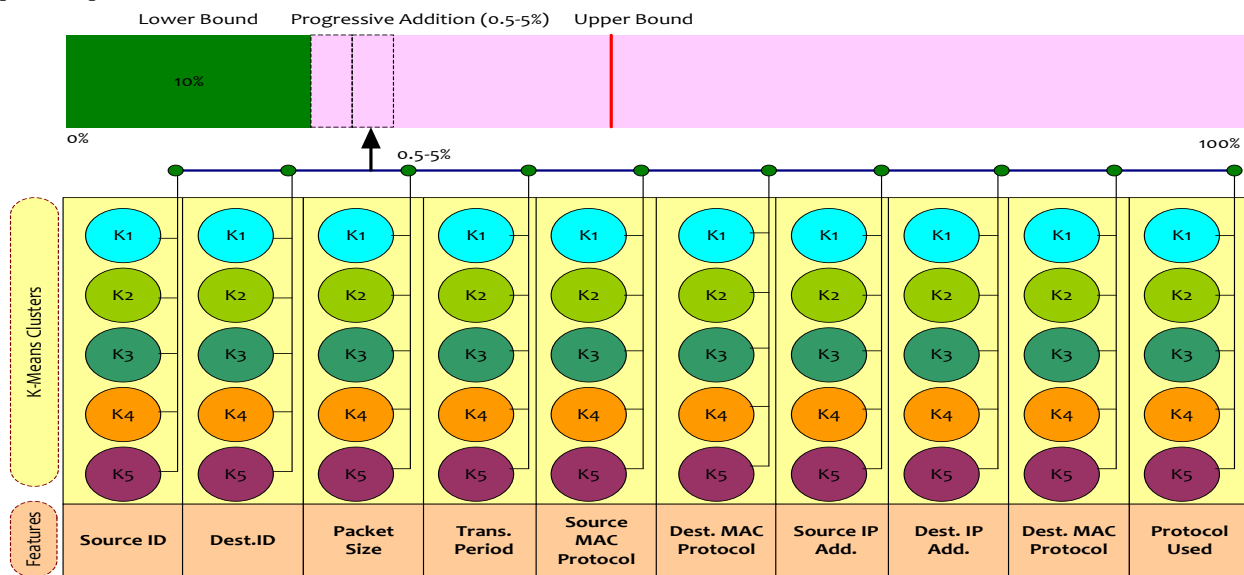 Lower Bound Progressive Addition (0.5-5%) Upper Bound
10%
0%
0.5-5%
100%
K-Means Clusters
K1 K1 K1 K1 K1 K1 K1 K1 K1 K1
K2 K2 K2 K2 K2 K2 K2 K2 K2 K2
K3 K3 K3 K3 K3 K3 K3 K3 K3 K3
K4 K4 K4 K4 K4 K4 K4 K4 K4 K4
K5 K5 K5 K5 K5 K5 K5 K5 K5 K5
Features
Source ID
Dest.ID
Packet
Size
Trans.
Period
Source
MAC
Protocol
Dest. MAC
Protocol
Source IP
Add.
Dest. IP
Add.
Dest. MAC
Protocol
Protocol
Used